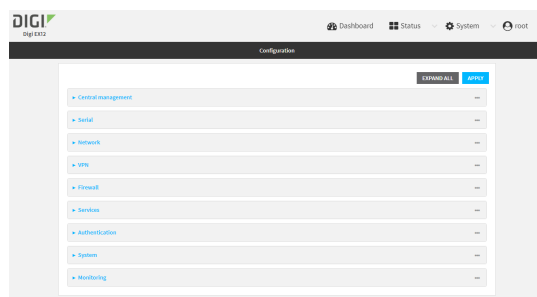 DIGI
Digi EX12
Dashboard
Status
System
root
Configuration
EXPAND ALL
APPLY
Central management
Serial
Network
VPN
Firewall
Services
Authentication
System
Monitoring